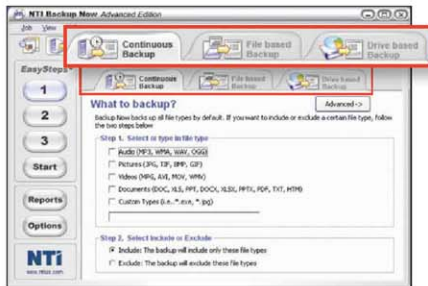 NTI Backup Now Advanced Edition
Job View
Continuous Backup
File based Backup
Drive based Backup
EasySteps
Continuous Backup
File based Backup
Drive based Backup
1
2
3
Start
Reports
Options
NTI
What to backup?
Advanced ->
Backup Now backs up all file types by default. If you want to include or exclude a certain file type, follow
the two steps below
Step 1. Select or type in file type
Audio (MP3, WMA, WAV, OGG)
Pictures (JPG, TIF, BMP, GIF)
Videos (MPG, AVI, MOV, WMV)
Documents (DOC, XLS, PPT, DOCX, XLSX, PPTX, PDF, TXT, HTM)
Custom Types (i.e., *.exe, *.jpg)
Step 2. Select Include or Exclude
Include: The backup will include only these file types
Exclude: The backup will exclude these file types